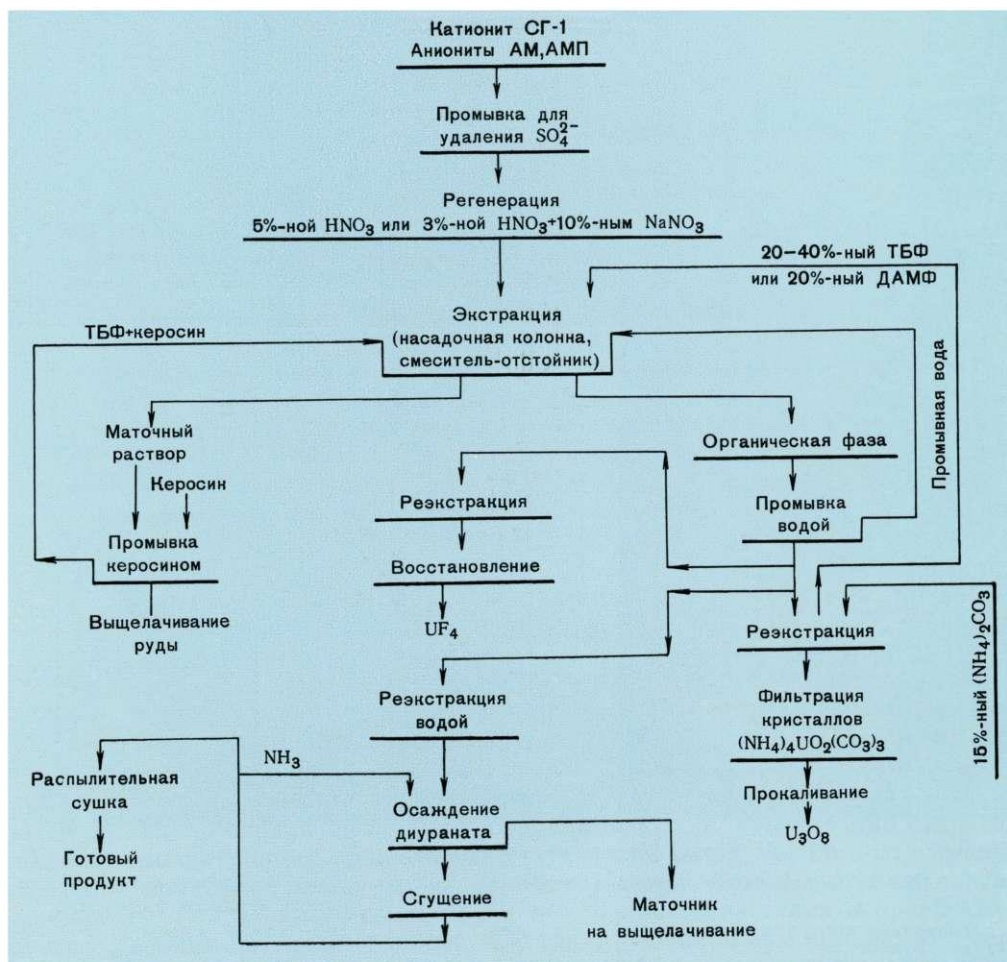 Катионит СГ-1
Аниониты АМ,АМП
Промывка для
удаления SO₄²⁻
Регенерация
5%-ной HNO₃ или 3%-ной HNO₃+10%-ным NaNO₃
20–40%-ный ТБФ
или 20%-ный ДАМФ
Экстракция
(насадочная колонна,
смеситель-отстойник)
ТБФ+керосин
Промывная вода
Маточный
раствор
Керосин
Промывка
керосином
Выщелачивание
руды
Органическая фаза
Промывка
водой
Реэкстракция
Восстановление
UF₄
Реэкстракция
15%-ный (NH₄)₂CO₃
Фильтрация
кристаллов
(NH₄)₄UO₂(CO₃)₃
Прокаливание
U₃O₈
Реэкстракция
водой
NH₃
Осаждение
диураната
Распылительная
сушка
Готовый
продукт
Сгущение
Маточник
на выщелачивание